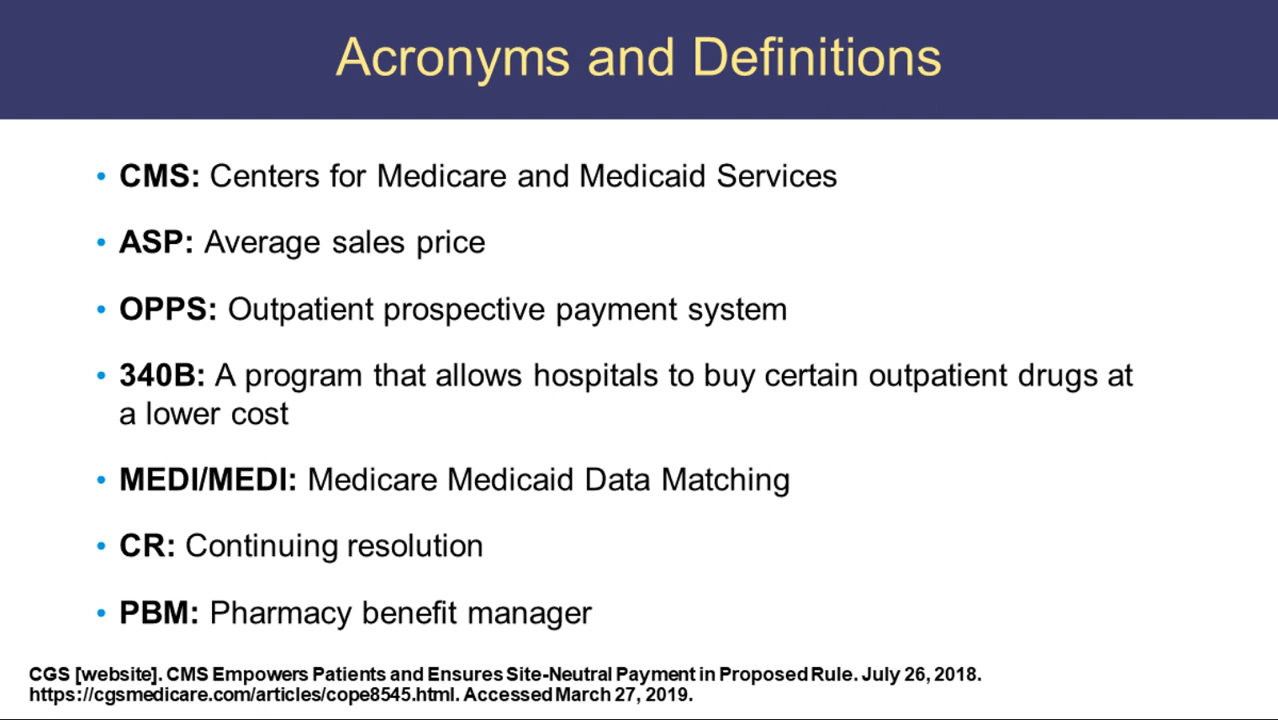 Acronyms and Definitions
• CMS: Centers for Medicare and Medicaid Services
• ASP: Average sales price
• OPPS: Outpatient prospective payment system
• 340B: A program that allows hospitals to buy certain outpatient drugs at
a lower cost
• MEDI/MEDI: Medicare Medicaid Data Matching
• CR: Continuing resolution
• PBM: Pharmacy benefit manager
CGS [website]. CMS Empowers Patients and Ensures Site-Neutral Payment in Proposed Rule. July 26, 2018.
https://cgsmedicare.com/articles/cope8545.html. Accessed March 27, 2019.